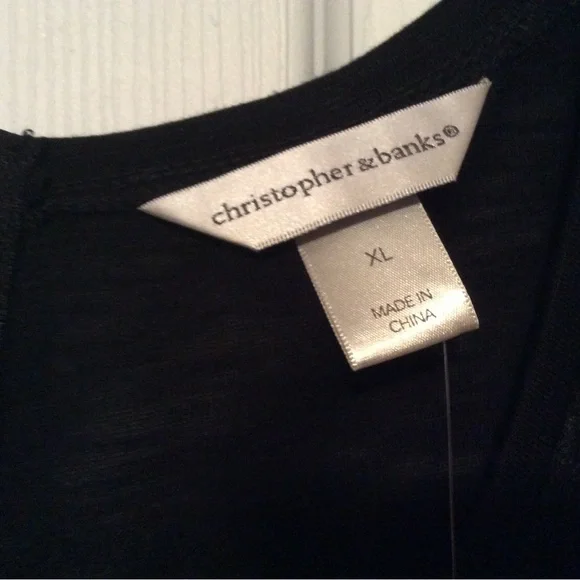 christopher & banks®
XL
MADE IN
CHINA